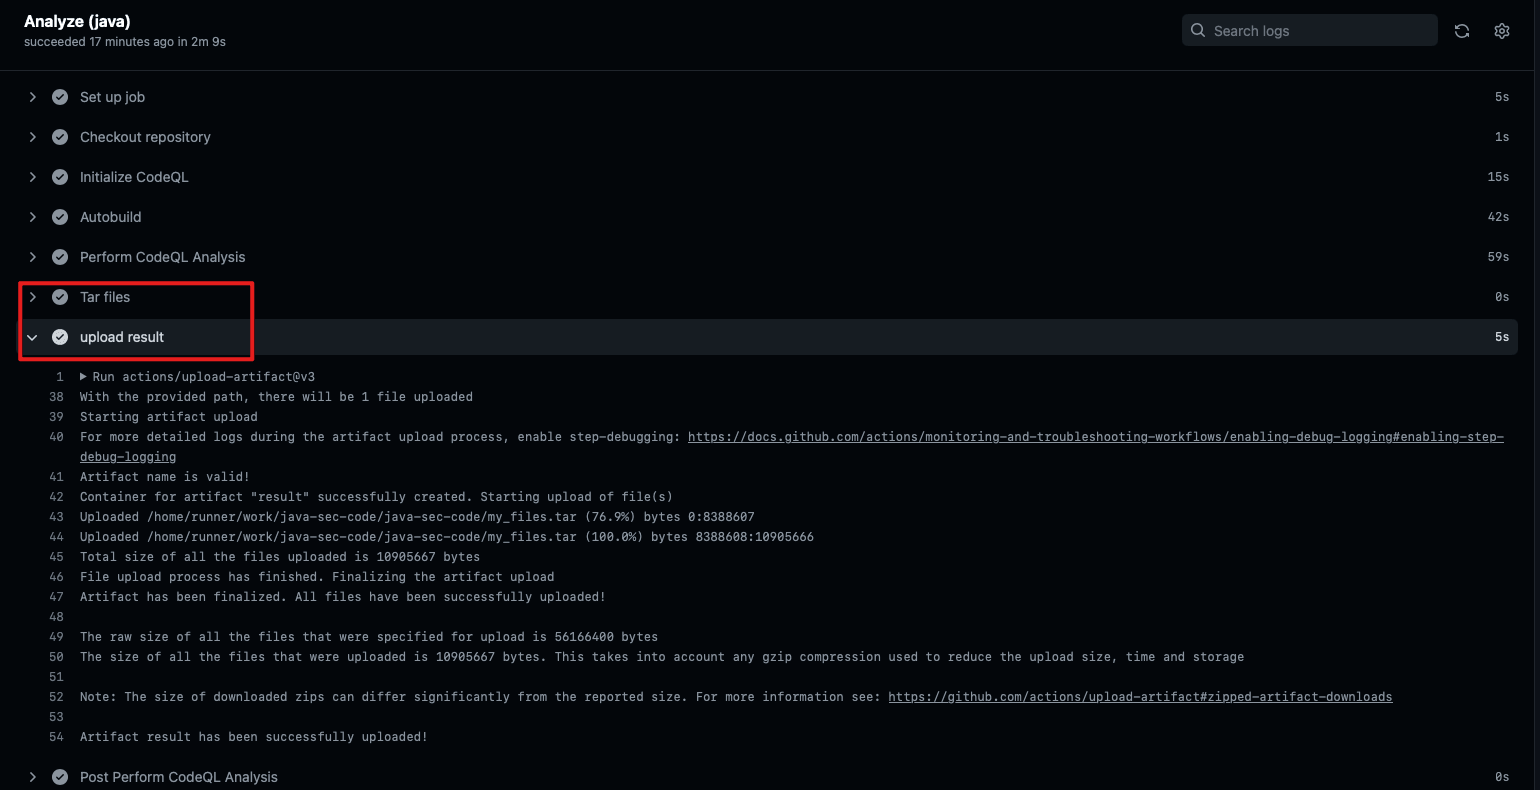 Analyze (java)
succeeded 17 minutes ago in 2m 9s
Search logs
Set up job 5s
Checkout repository 1s
Initialize CodeQL 15s
Autobuild 42s
Perform CodeQL Analysis 59s
Tar files 0s
upload result 5s
1 Run actions/upload-artifact@v3
38 With the provided path, there will be 1 file uploaded
39 Starting artifact upload
40 For more detailed logs during the artifact upload process, enable step-debugging: https://docs.github.com/actions/monitoring-and-troubleshooting-workflows/enabling-debug-logging#enabling-step-
debug-logging
41 Artifact name is valid!
42 Container for artifact "result" successfully created. Starting upload of file(s)
43 Uploaded /home/runner/work/java-sec-code/java-sec-code/my_files.tar (76.9%) bytes 0:8388607
44 Uploaded /home/runner/work/java-sec-code/java-sec-code/my_files.tar (100.0%) bytes 8388608:10905666
45 Total size of all the files uploaded is 10905667 bytes
46 File upload process has finished. Finalizing the artifact upload
47 Artifact has been finalized. All files have been successfully uploaded!
48
49 The raw size of all the files that were specified for upload is 56166400 bytes
50 The size of all the files that were uploaded is 10905667 bytes. This takes into account any gzip compression used to reduce the upload size, time and storage
51
52 Note: The size of downloaded zips can differ significantly from the reported size. For more information see: https://github.com/actions/upload-artifact#zipped-artifact-downloads
53
54 Artifact result has been successfully uploaded!
Post Perform CodeQL Analysis 0s